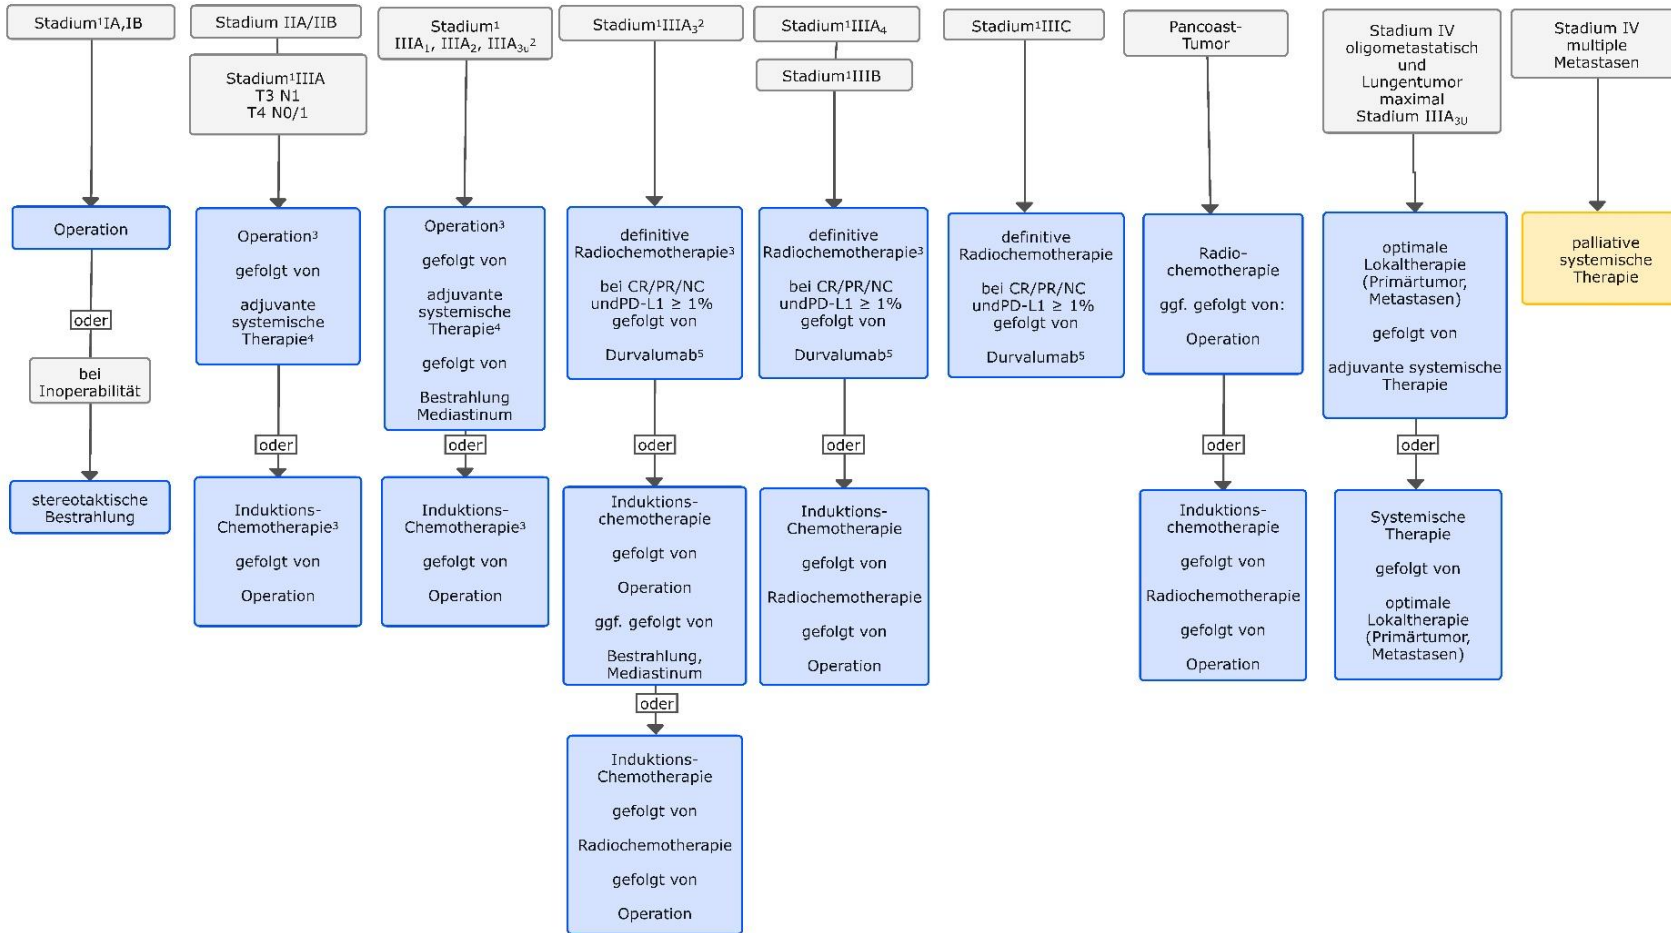 Stadium¹IA,IB
Operation
oder
bei
Inoperabilität
stereotaktische
Bestrahlung
Stadium IIA/IIB
Stadium¹IIIA
T3 N1
T4 N0/1
Operation³
gefolgt von
adjuvante
systemische
Therapie⁴
oder
Induktions-
Chemotherapie³
gefolgt von
Operation
Stadium¹
IIIA₁, IIIA₂, IIIA₃ᵤ²
Operation³
gefolgt von
adjuvante
systemische
Therapie⁴
gefolgt von
Bestrahlung
Mediastinum
oder
Induktions-
Chemotherapie³
gefolgt von
Operation
Stadium¹IIIA₃²
definitive
Radiochemotherapie³
bei CR/PR/NC
undPD-L1 ≥ 1%
gefolgt von
Durvalumab⁵
oder
Induktions-
chemotherapie
gefolgt von
Operation
ggf. gefolgt von
Bestrahlung,
Mediastinum
oder
Induktions-
Chemotherapie
gefolgt von
Radiochemotherapie
gefolgt von
Operation
Stadium¹IIIA₄
Stadium¹IIIB
definitive
Radiochemotherapie³
bei CR/PR/NC
undPD-L1 ≥ 1%
gefolgt von
Durvalumab⁵
oder
Induktions-
Chemotherapie
gefolgt von
Radiochemotherapie
gefolgt von
Operation
Stadium¹IIIC
definitive
Radiochemotherapie
bei CR/PR/NC
undPD-L1 ≥ 1%
gefolgt von
Durvalumab⁵
Pancoast-
Tumor
Radio-
chemotherapie
ggf. gefolgt von:
Operation
oder
Induktions-
chemotherapie
gefolgt von
Radiochemotherapie
gefolgt von
Operation
Stadium IV
oligometastatisch
und
Lungentumor
maximal
Stadium IIIA₃U
optimale
Lokaltherapie
(Primärtumor,
Metastasen)
gefolgt von
adjuvante systemische
Therapie
oder
Systemische
Therapie
gefolgt von
optimale
Lokaltherapie
(Primärtumor,
Metastasen)
Stadium IV
multiple
Metastasen
palliative
systemische
Therapie